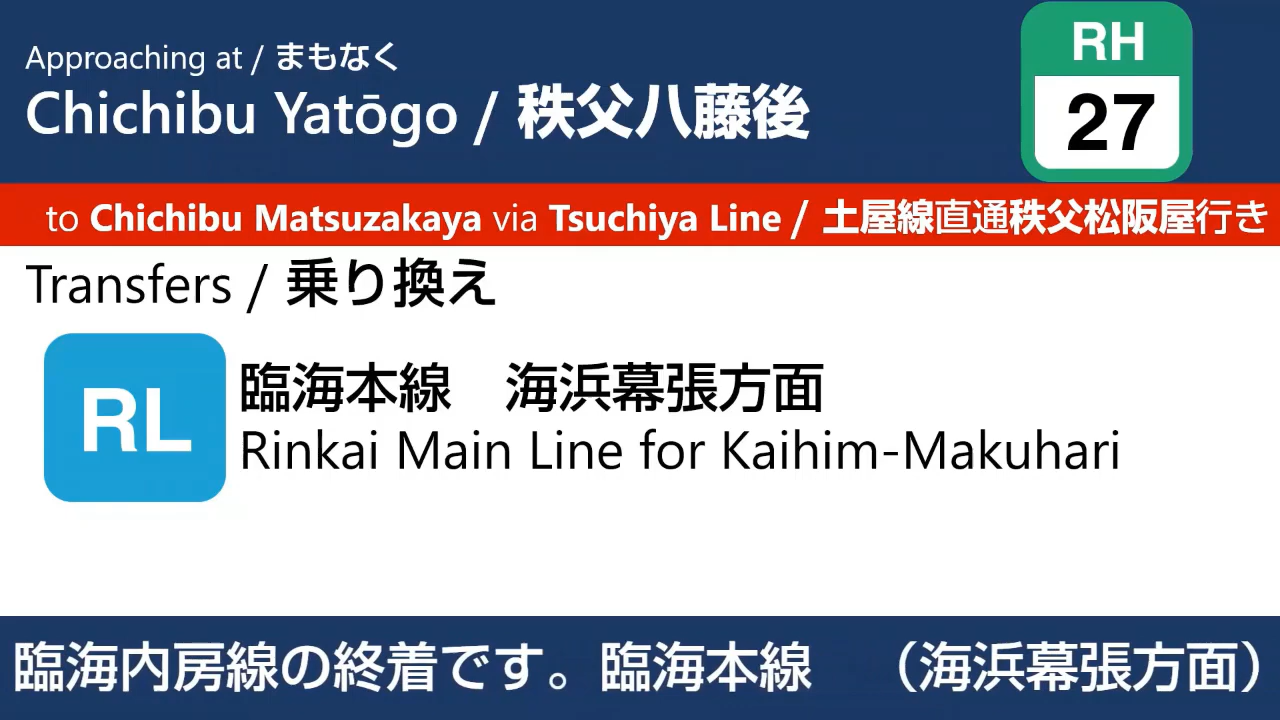 Approaching at / まもなく
Chichibu Yatōgo / 秩父八藤後
RH
27
to Chichibu Matsuzakaya via Tsuchiya Line / 土屋線直通秩父松阪屋行き
Transfers / 乗り換え
RL
臨海本線　海浜幕張方面
Rinkai Main Line for Kaihim-Makuhari
臨海内房線の終着です。臨海本線　（海浜幕張方面）